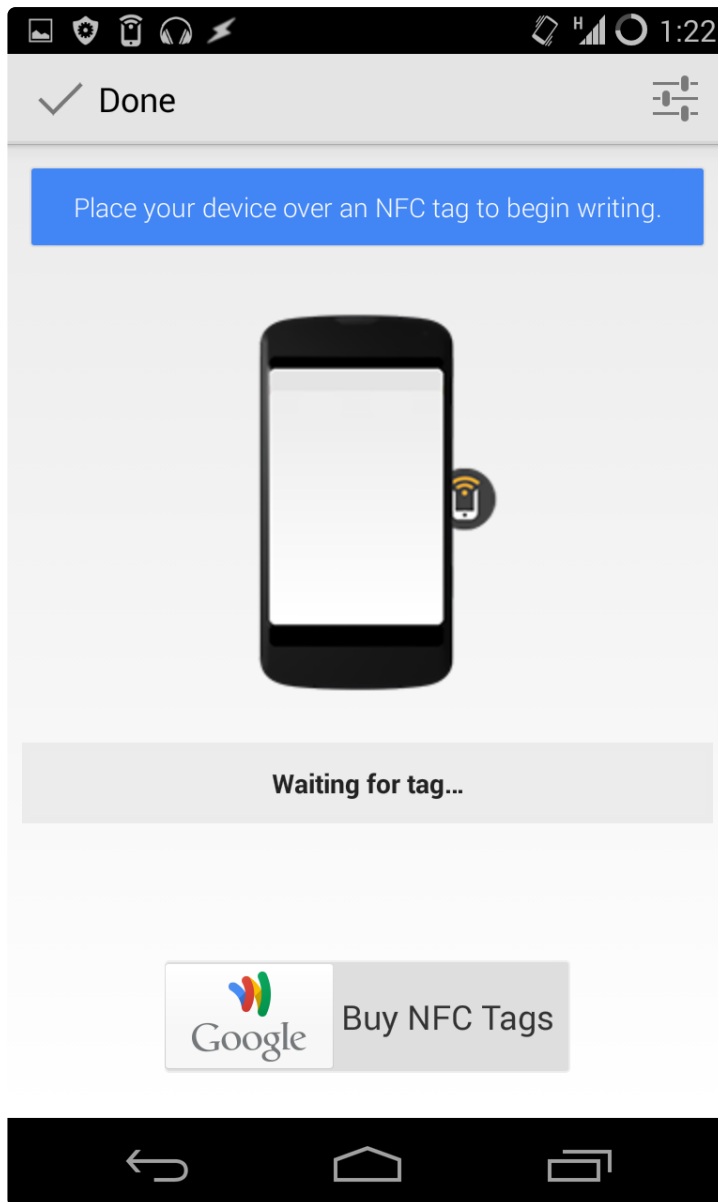 H 1:22
Done
Place your device over an NFC tag to begin writing.
Waiting for tag...
Google
Buy NFC Tags